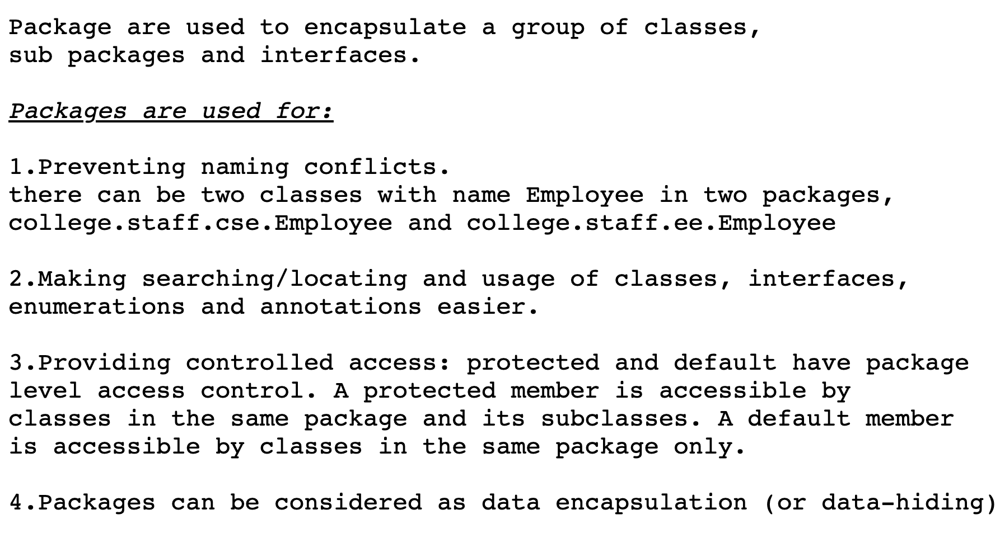 Package are used to encapsulate a group of classes,
sub packages and interfaces.
Packages are used for:
1.Preventing naming conflicts.
there can be two classes with name Employee in two packages,
college.staff.cse.Employee and college.staff.ee.Employee
2.Making searching/locating and usage of classes, interfaces,
enumerations and annotations easier.
3.Providing controlled access: protected and default have package
level access control. A protected member is accessible by
classes in the same package and its subclasses. A default member
is accessible by classes in the same package only.
4.Packages can be considered as data encapsulation (or data-hiding)